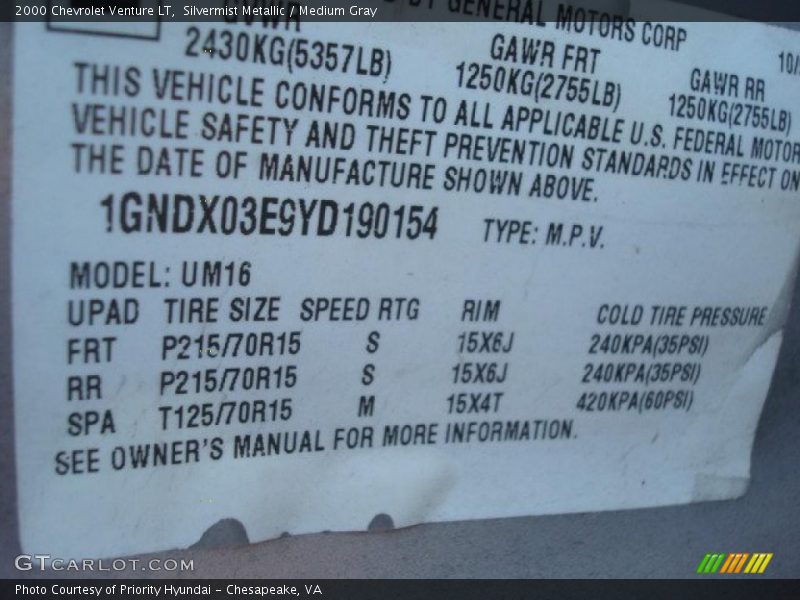 2000 Chevrolet Venture LT,  Silvermist Metallic / Medium Gray
BY GENERAL MOTORS CORP
GVWR GAWR FRT GAWR RR 10/
2430KG(5357LB) 1250KG(2755LB) 1250KG(2755LB)
THIS VEHICLE CONFORMS TO ALL APPLICABLE U.S. FEDERAL MOTOR
VEHICLE SAFETY AND THEFT PREVENTION STANDARDS IN EFFECT ON
THE DATE OF MANUFACTURE SHOWN ABOVE.
1GNDX03E9YD190154 TYPE: M.P.V.
MODEL: UM16
UPAD TIRE SIZE SPEED RTG RIM COLD TIRE PRESSURE
FRT P215/70R15 S 15X6J 240KPA(35PSI)
RR P215/70R15 S 15X6J 240KPA(35PSI)
SPA T125/70R15 M 15X4T 420KPA(60PSI)
SEE OWNER'S MANUAL FOR MORE INFORMATION.
GTCARLOT.COM
Photo Courtesy of Priority Hyundai – Chesapeake, VA